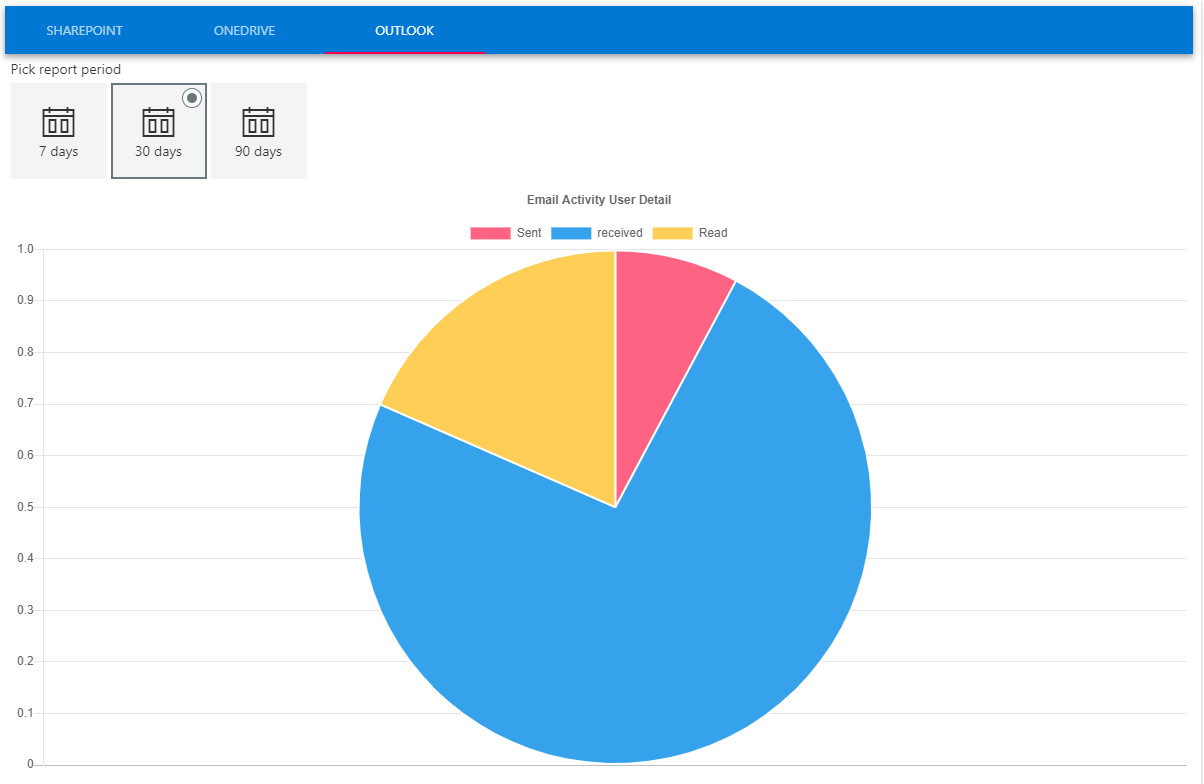 SHAREPOINT ONEDRIVE OUTLOOK
Pick report period
7 days 30 days 90 days
Email Activity User Detail
Sent received Read
1.0
0.9
0.8
0.7
0.6
0.5
0.4
0.3
0.2
0.1
0